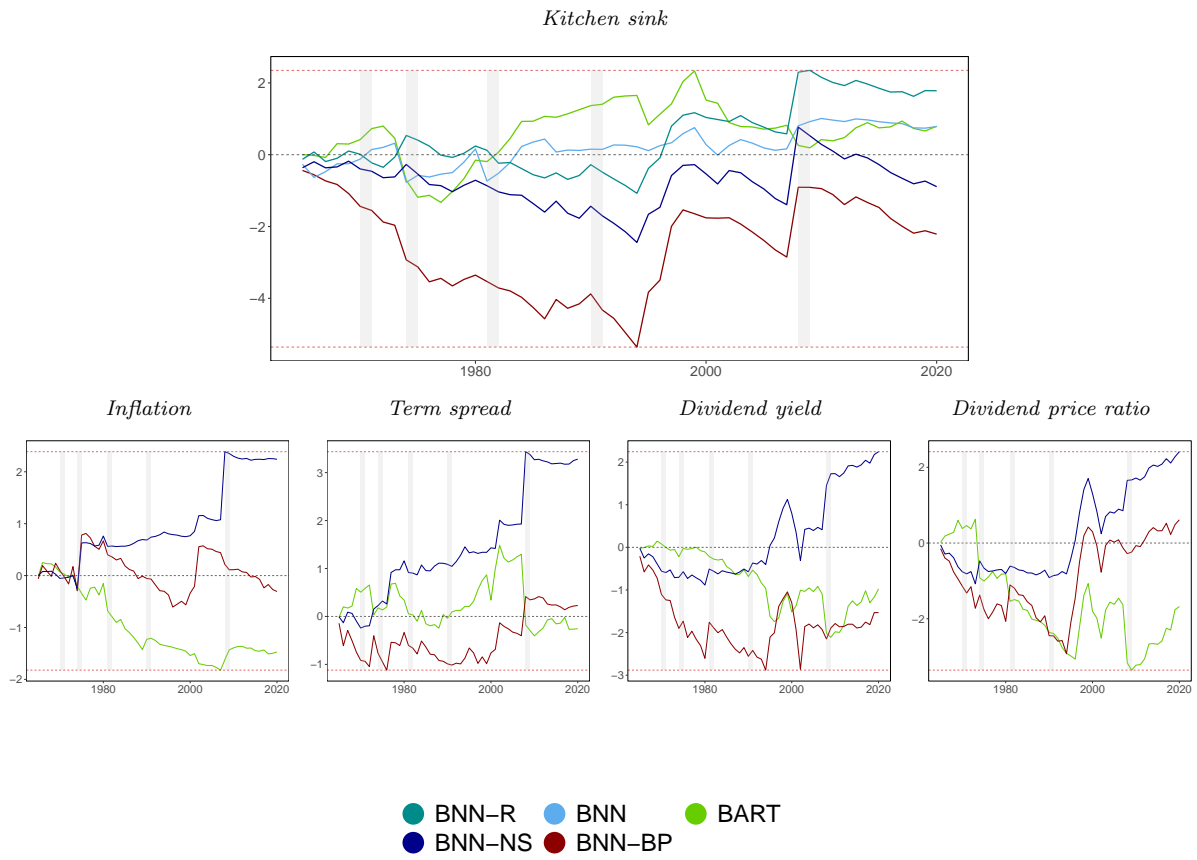 Kitchen sink
2
0
−2
−4
1980 2000 2020
Inflation Term spread Dividend yield Dividend price ratio
2
1
0
−1
−2
1980 2000 2020
3
2
1
0
−1
1980 2000 2020
2
1
0
−1
−2
−3
1980 2000 2020
2
0
−2
1980 2000 2020
BNN−R BNN BART
BNN−NS BNN−BP